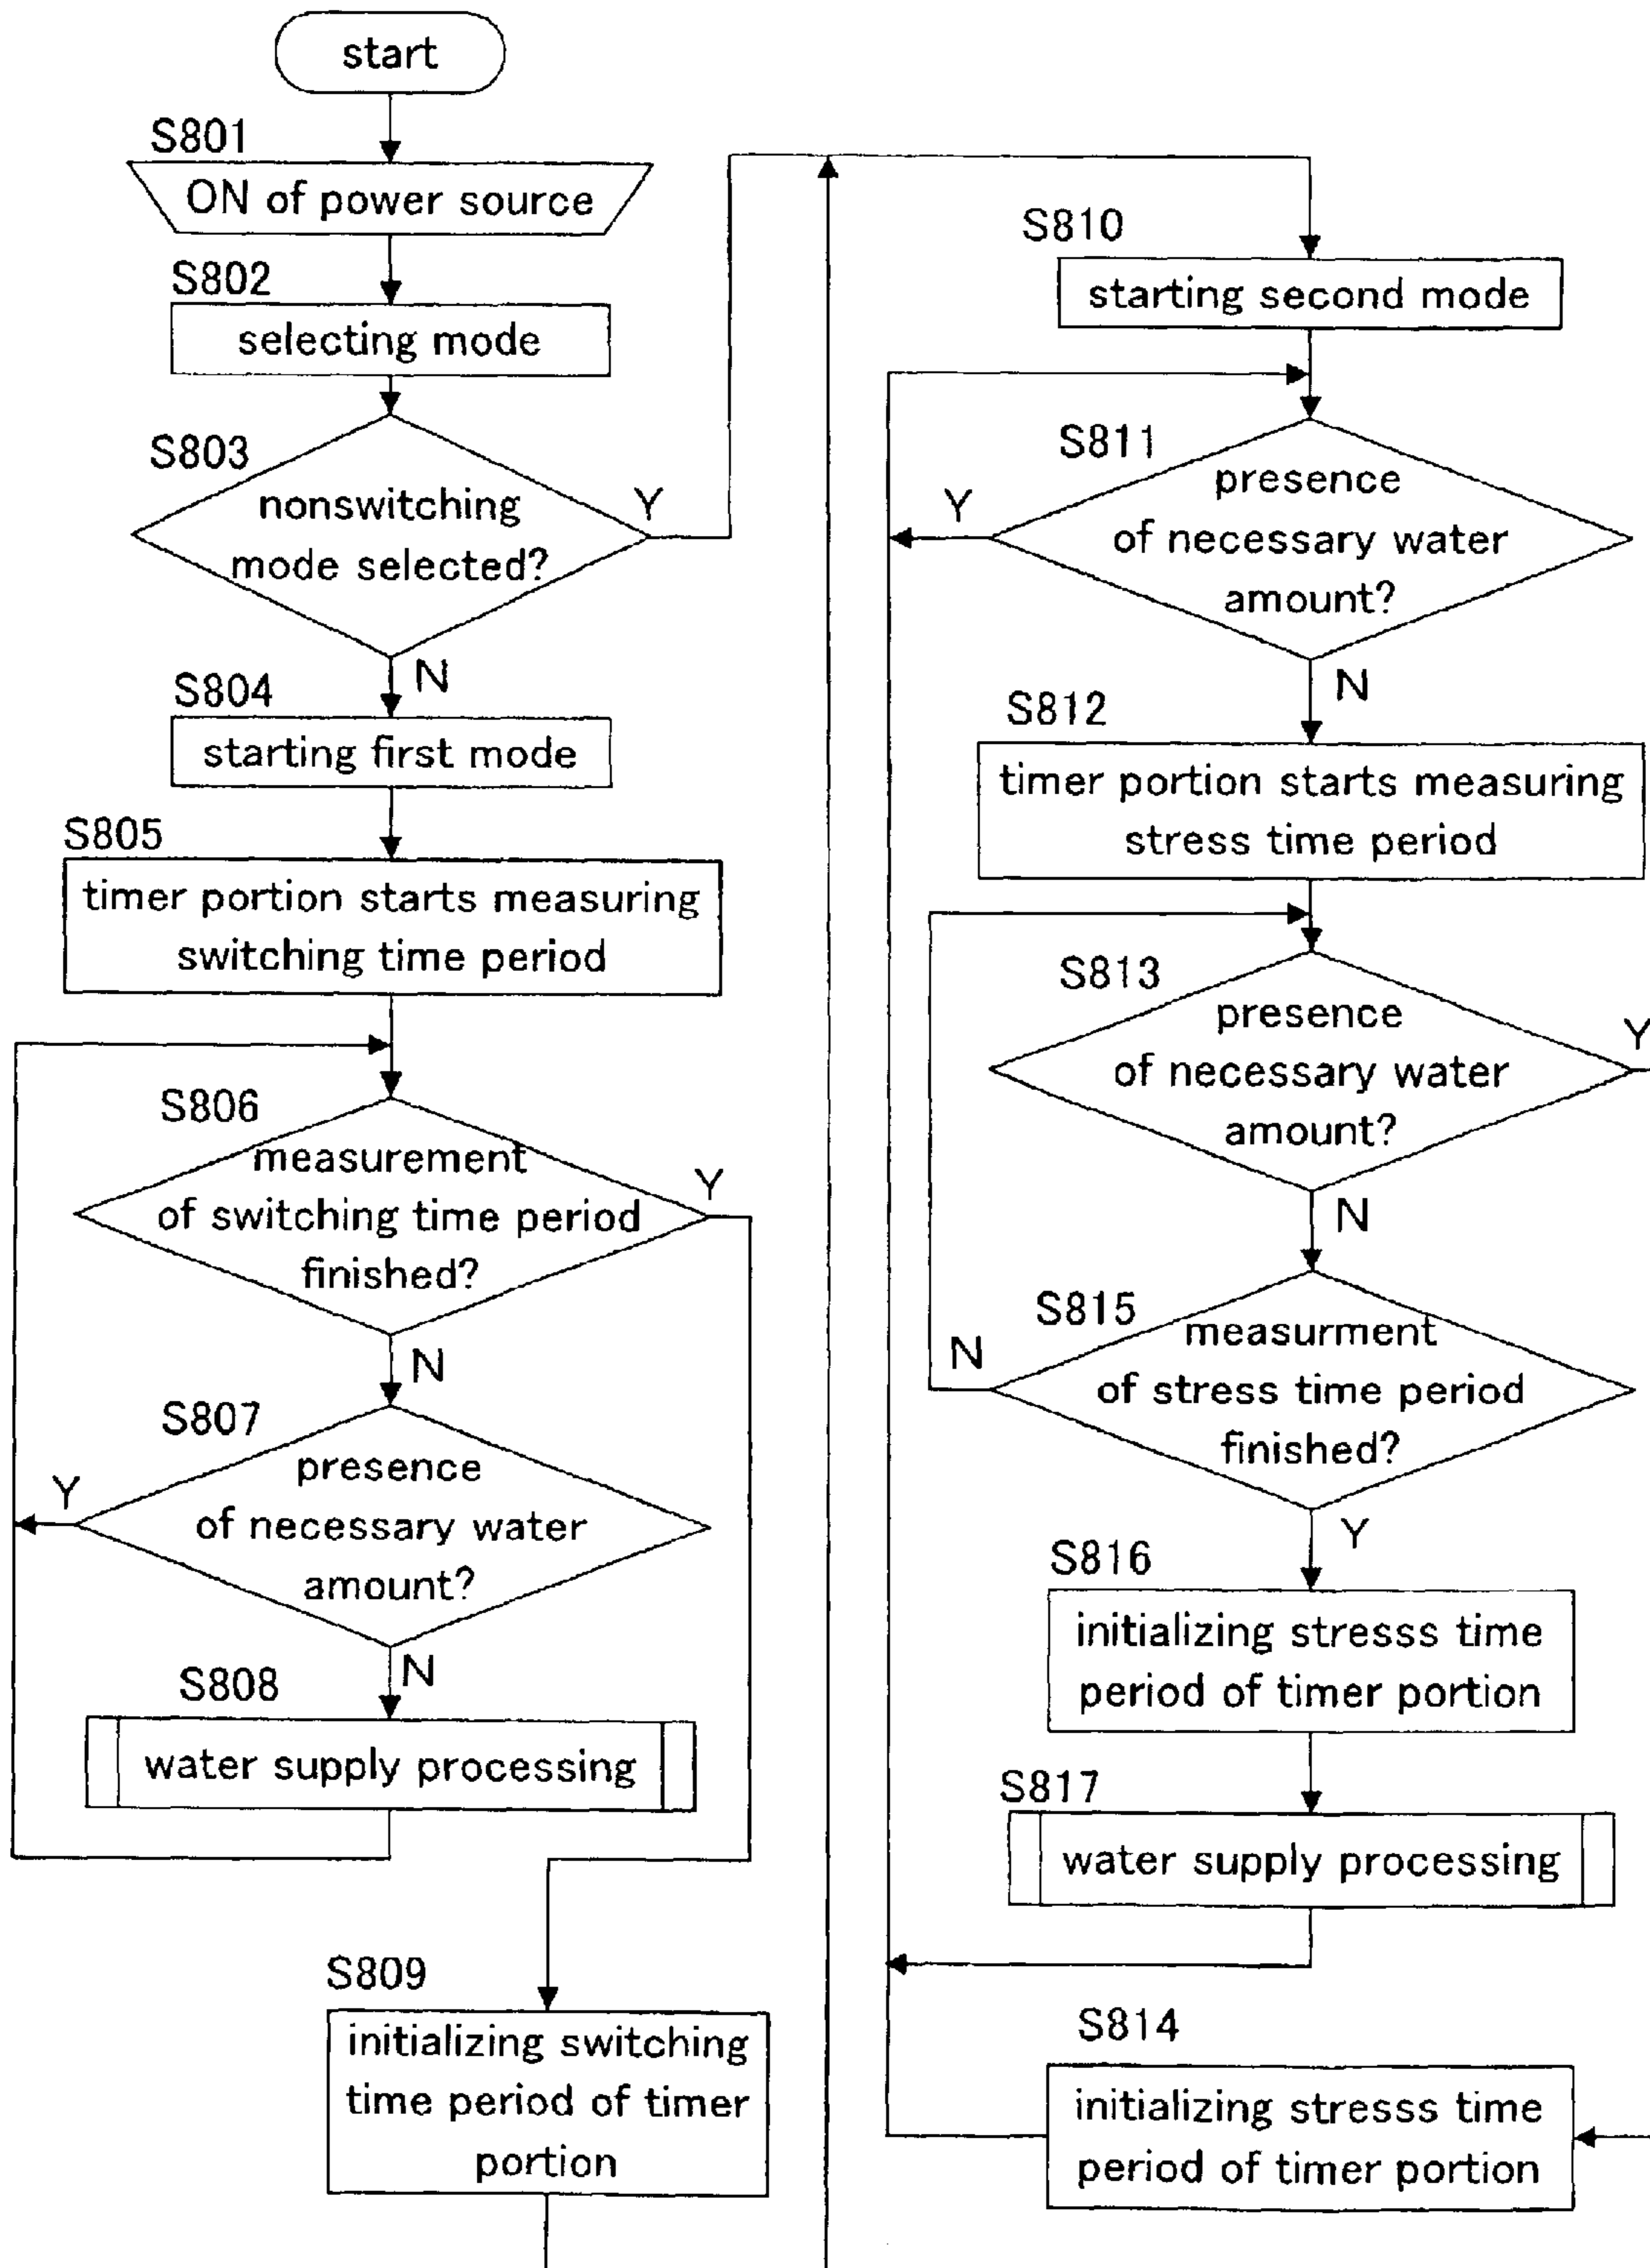 start
S801
ON of power source
S802
selecting mode
S803
nonswitching
mode selected?
Y
N
S804
starting first mode
S805
timer portion starts measuring
switching time period
S806
measurement
of switching time period
finished?
Y
N
S807
presence
of necessary water
amount?
Y
N
S808
water supply processing
S809
initializing switching
time period of timer
portion
S810
starting second mode
S811
presence
of necessary water
amount?
Y
N
S812
timer portion starts measuring
stress time period
S813
presence
of necessary water
amount?
Y
N
S815
measurment
of stress time period
finished?
N
Y
S816
initializing stresss time
period of timer portion
S817
water supply processing
S814
initializing stresss time
period of timer portion